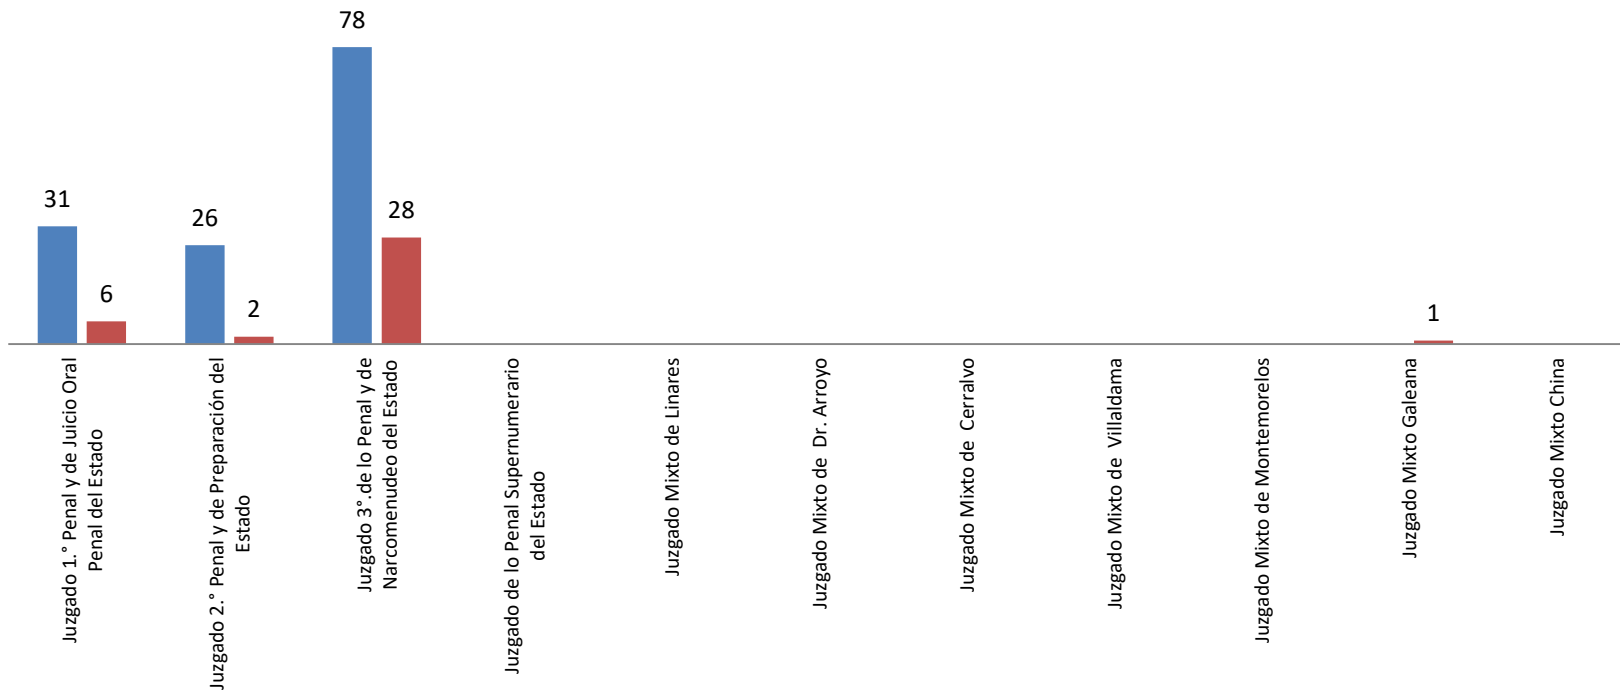 78
31
26
28
6
2
1
Juzgado 1.° Penal y de Juicio Oral
Penal del Estado
Juzgado 2.° Penal y de Preparación del
Estado
Juzgado 3°.de lo Penal y de
Narcomenudeo del Estado
Juzgado de lo Penal Supernumerario
del Estado
Juzgado Mixto de Linares
Juzgado Mixto de  Dr. Arroyo
Juzgado Mixto de  Cerralvo
Juzgado Mixto de  Villaldama
Juzgado Mixto de Montemorelos
Juzgado Mixto Galeana
Juzgado Mixto China